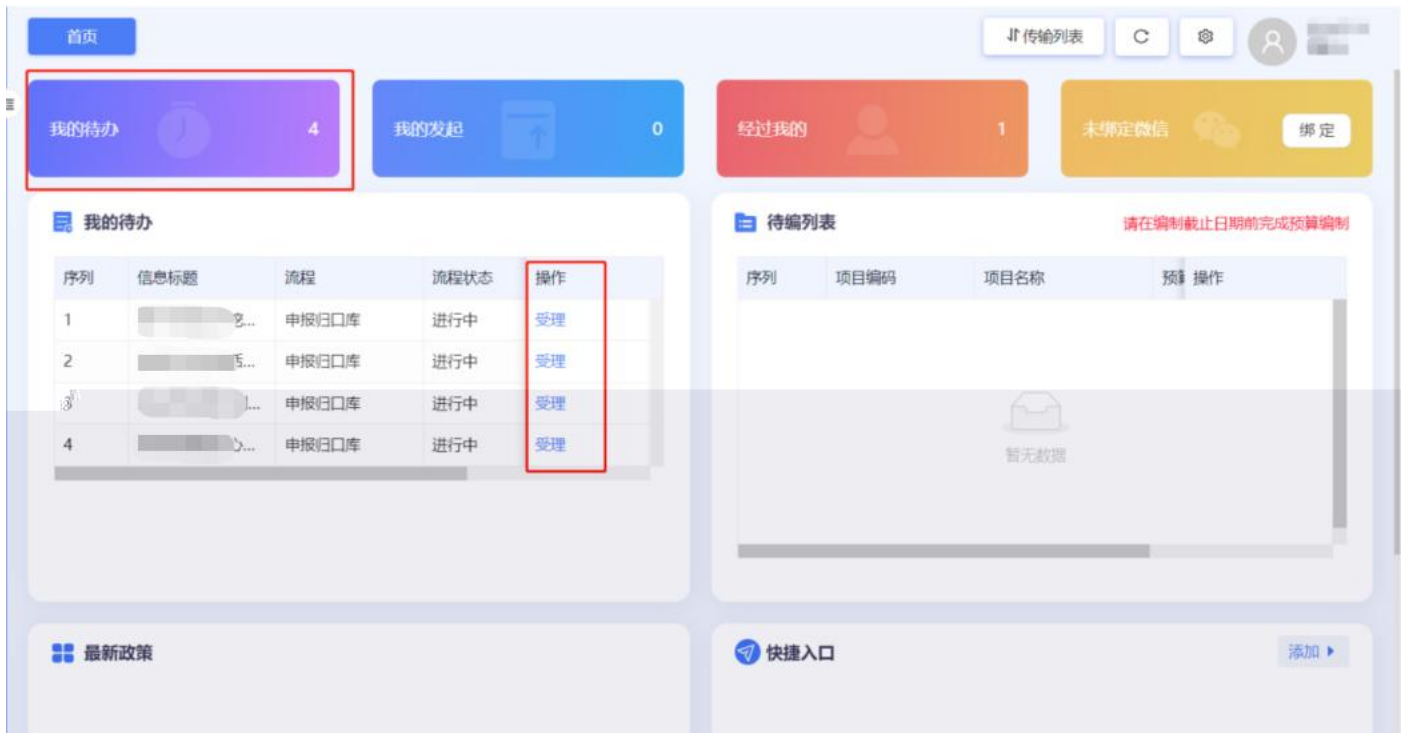 首页 传输列表
我的待办 4 我的发起 0 经过我的 1 未绑定微信 绑定
我的待办
序列 信息标题 流程 流程状态 操作
1 挖... 申报归口库 进行中 受理
2 ... 申报归口库 进行中 受理
3 ... 申报归口库 进行中 受理
4 心... 申报归口库 进行中 受理
待编列表 请在编制截止日期前完成预算编制
序列 项目编码 项目名称 预算 操作
暂无数据
最新政策
快捷入口 添加